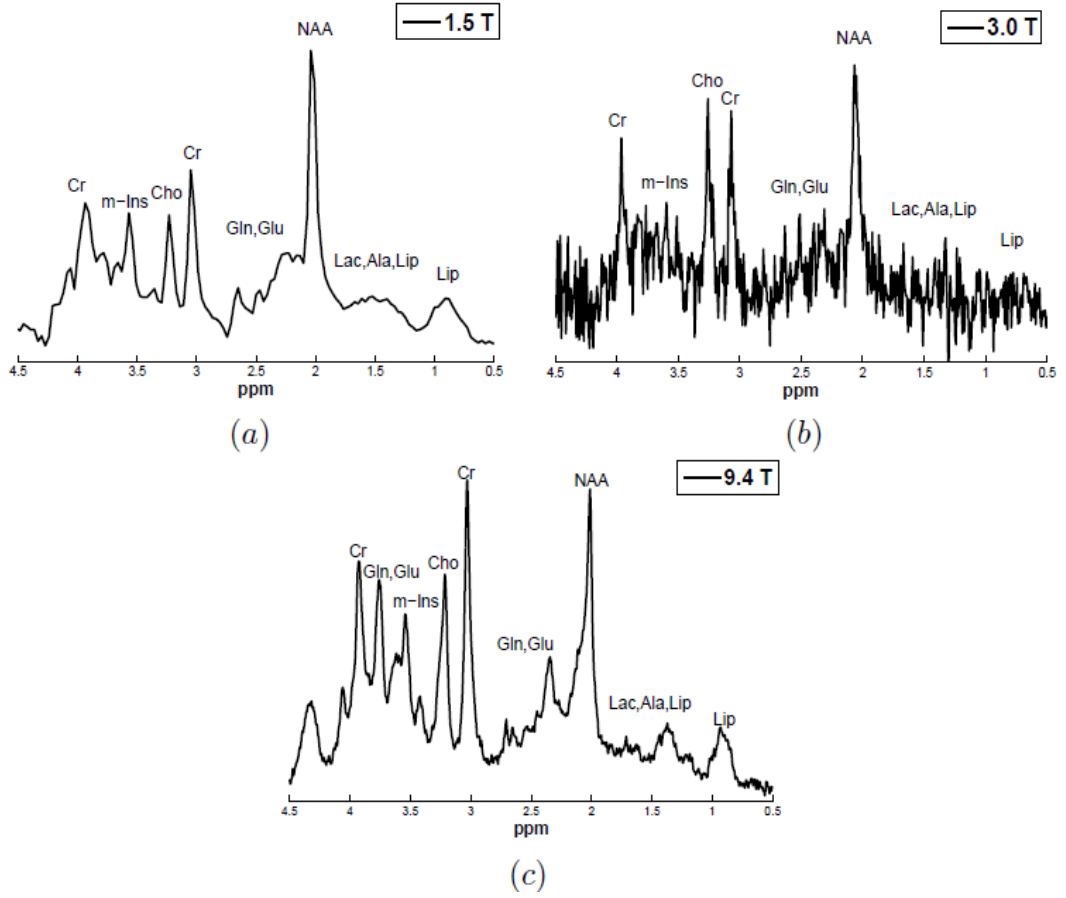 1.5 T
NAA
Cr
Cr
m−Ins
Cho
Gln,Glu
Lac,Ala,Lip
Lip
4.5 4 3.5 3 2.5 2 1.5 1 0.5
ppm
(a)
3.0 T
NAA
Cho
Cr
Cr
m−Ins
Gln,Glu
Lac,Ala,Lip
Lip
4.5 4 3.5 3 2.5 2 1.5 1 0.5
ppm
(b)
9.4 T
Cr
NAA
Cr
Gln,Glu
Cho
m−Ins
Gln,Glu
Lac,Ala,Lip
Lip
4.5 4 3.5 3 2.5 2 1.5 1 0.5
ppm
(c)